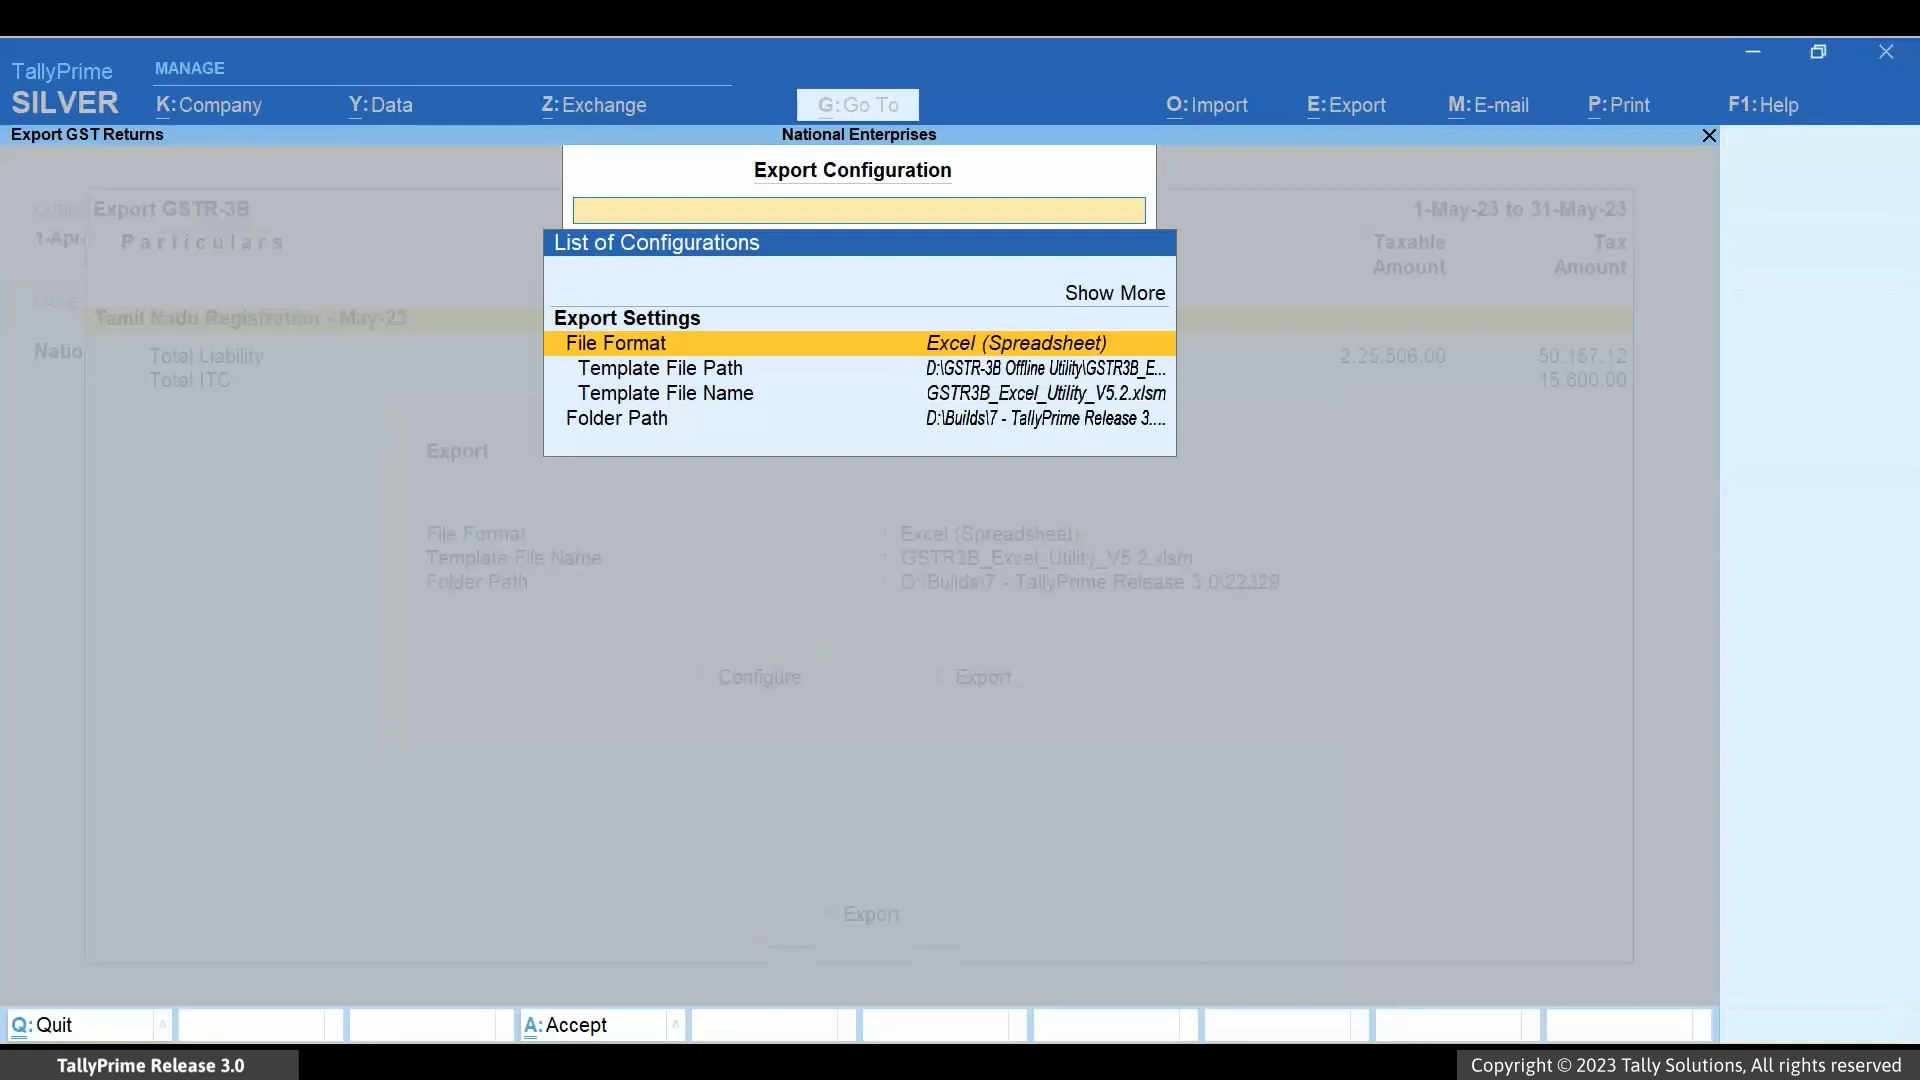 TallyPrime
MANAGE
SILVER
K:Company
Y:Data
Z:Exchange
G:Go To
O:Import
E:Export
M:E-mail
P:Print
F1:Help
Export GST Returns
National Enterprises
Export Configuration
Export GSTR-3B
1-May-23 to 31-May-23
1-Apr-
Particulars
Taxable
Amount
Tax
Amount
List of Configurations
Show More
Export Settings
Tamil Nadu Registration - May-23
File Format Excel (Spreadsheet)
Template File Path D:\GSTR-3B Offline Utility\GSTR3B_E...
Template File Name GSTR3B_Excel_Utility_V5.2.xlsm
Folder Path D:\Builds\7 - TallyPrime Release 3....
Natio
Total Liability 2,25,506.00 50,157.12
Total ITC 15,600.00
Export
File Format : Excel (Spreadsheet)
Template File Name : GSTR3B_Excel_Utility_V5.2.xlsm
Folder Path : D:\Builds\7 - TallyPrime Release 3.0\22329
Configure
Export
Export
Q:Quit
A:Accept
TallyPrime Release 3.0
Copyright © 2023 Tally Solutions, All rights reserved